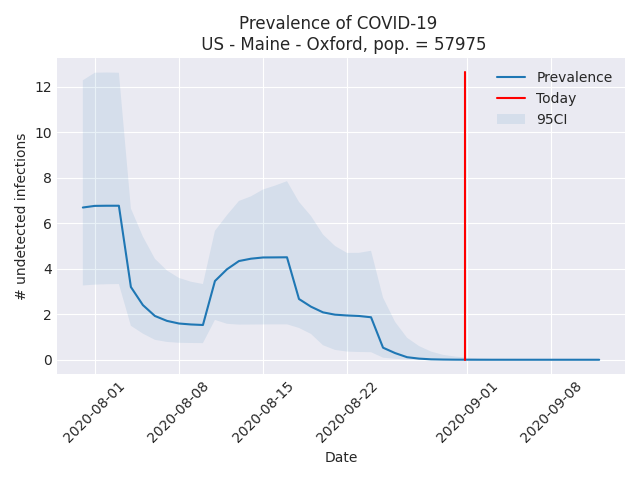 Prevalence of COVID-19
US - Maine - Oxford, pop. = 57975
Prevalence
Today
95CI
# undetected infections
12
10
8
6
4
2
0
2020-08-01
2020-08-08
2020-08-15
2020-08-22
2020-09-01
2020-09-08
Date